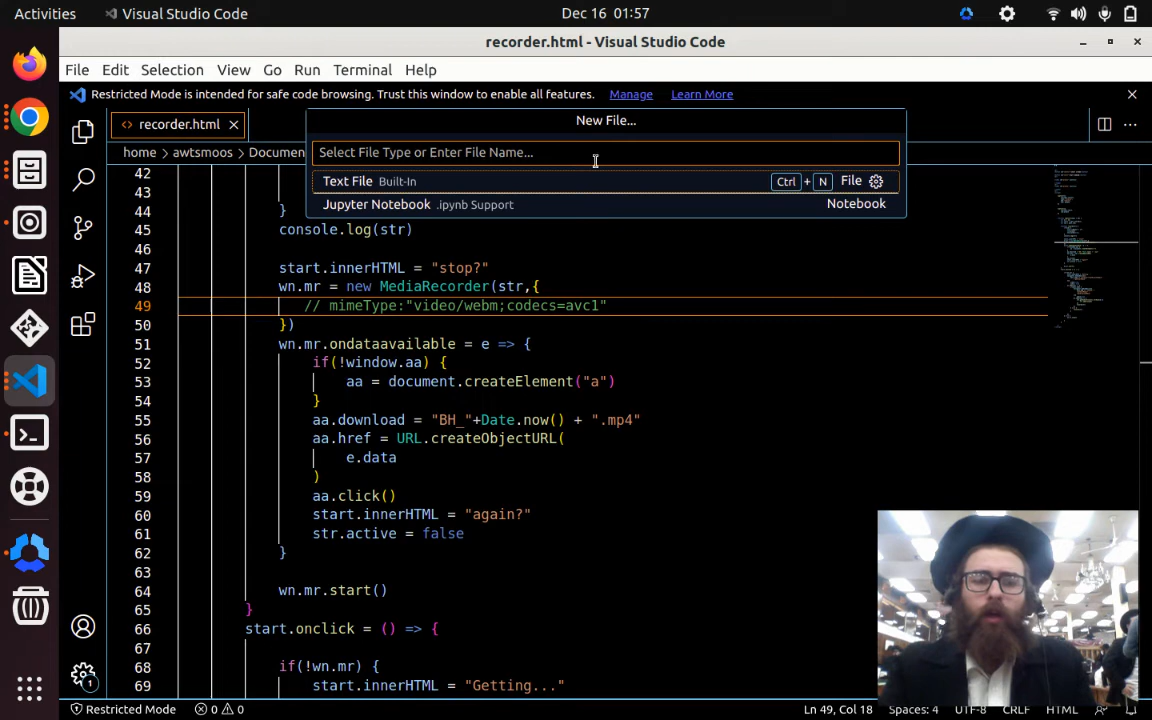 Activities
Visual Studio Code
Dec 16 01:57
recorder.html - Visual Studio Code
File Edit Selection View Go Run Terminal Help
Restricted Mode is intended for safe code browsing. Trust this window to enable all features. Manage Learn More
recorder.html
New File...
home > awtsmoos > Documen
Select File Type or Enter File Name...
Text File Built-In Ctrl + N File
Jupyter Notebook .ipynb Support Notebook
42
43
44 }
45 console.log(str)
46
47 start.innerHTML = "stop?"
48 wn.mr = new MediaRecorder(str,{
49 // mimeType:"video/webm;codecs=avc1"
50 })
51 wn.mr.ondataavailable = e => {
52 if(!window.aa) {
53 aa = document.createElement("a")
54 }
55 aa.download = "BH_"+Date.now() + ".mp4"
56 aa.href = URL.createObjectURL(
57 e.data
58 )
59 aa.click()
60 start.innerHTML = "again?"
61 str.active = false
62 }
63
64 wn.mr.start()
65 }
66 start.onclick = () => {
67
68 if(!wn.mr) {
69 start.innerHTML = "Getting..."
1
Restricted Mode 0 0 Ln 49, Col 18 Spaces: 4 UTF-8 CRLF HTML